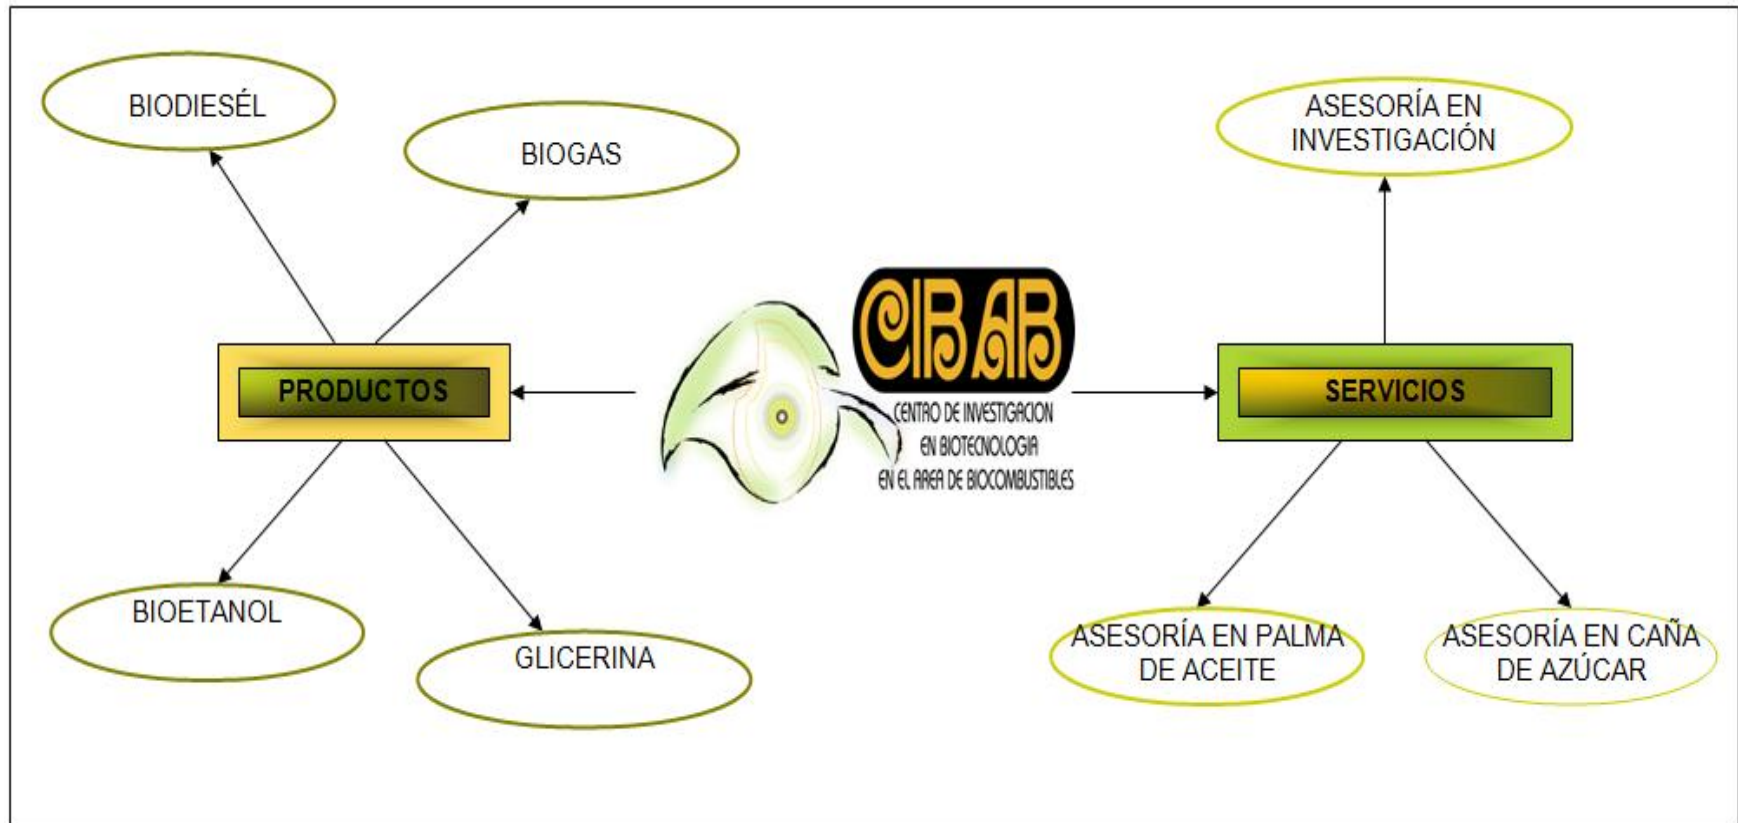 BIODIESÉL
BIOGAS
ASESORÍA EN
INVESTIGACIÓN
CIBAB
PRODUCTOS
SERVICIOS
CENTRO DE INVESTIGACION
EN BIOTECNOLOGIA
EN EL AREA DE BIOCOMBUSTIBLES
BIOETANOL
GLICERINA
ASESORÍA EN PALMA
DE ACEITE
ASESORÍA EN CAÑA
DE AZÚCAR